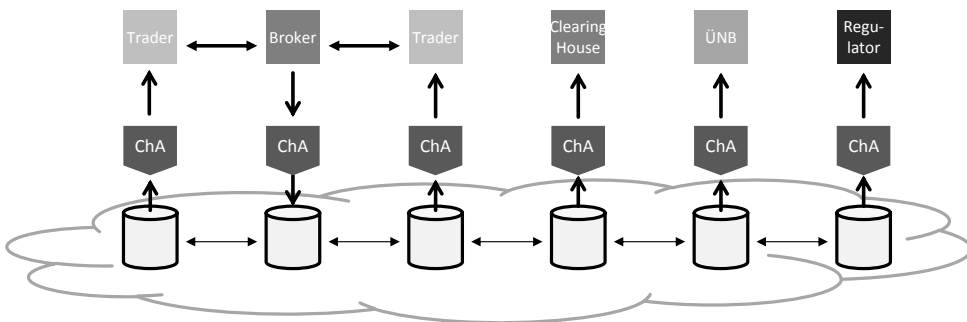 Trader
Broker
Trader
Clearing
House
ÜNB
Regu-
lator
ChA
ChA
ChA
ChA
ChA
ChA